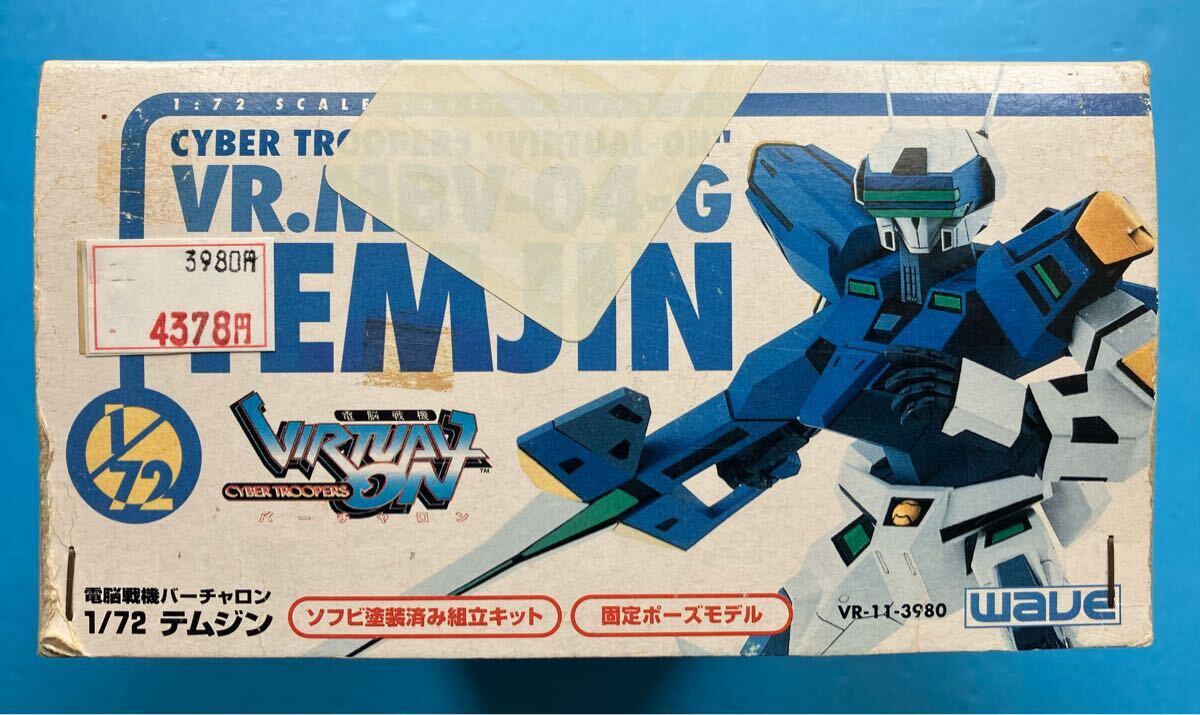 1:72 SCALE
CYBER TROOPERS "VIRTUAL-ON"
VR.MBV-04-G
TEMJIN
3980円
4378円
1/72
電脳戦機
VIRTUAL ON™
CYBER TROOPERS
バーチャロン
電脳戦機バーチャロン
1/72 テムジン
ソフビ塗装済み組立キット
固定ポーズモデル
VR-11-3980
wave